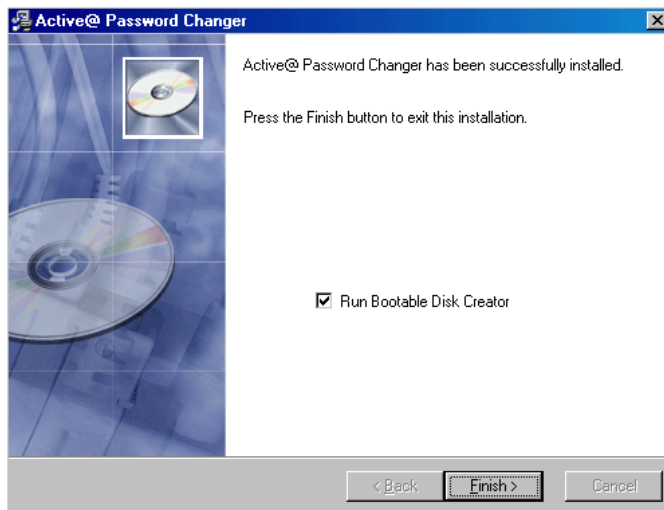 Active@ Password Changer
Active@ Password Changer has been successfully installed.
Press the Finish button to exit this installation.
Run Bootable Disk Creator
< Back
Finish >
Cancel